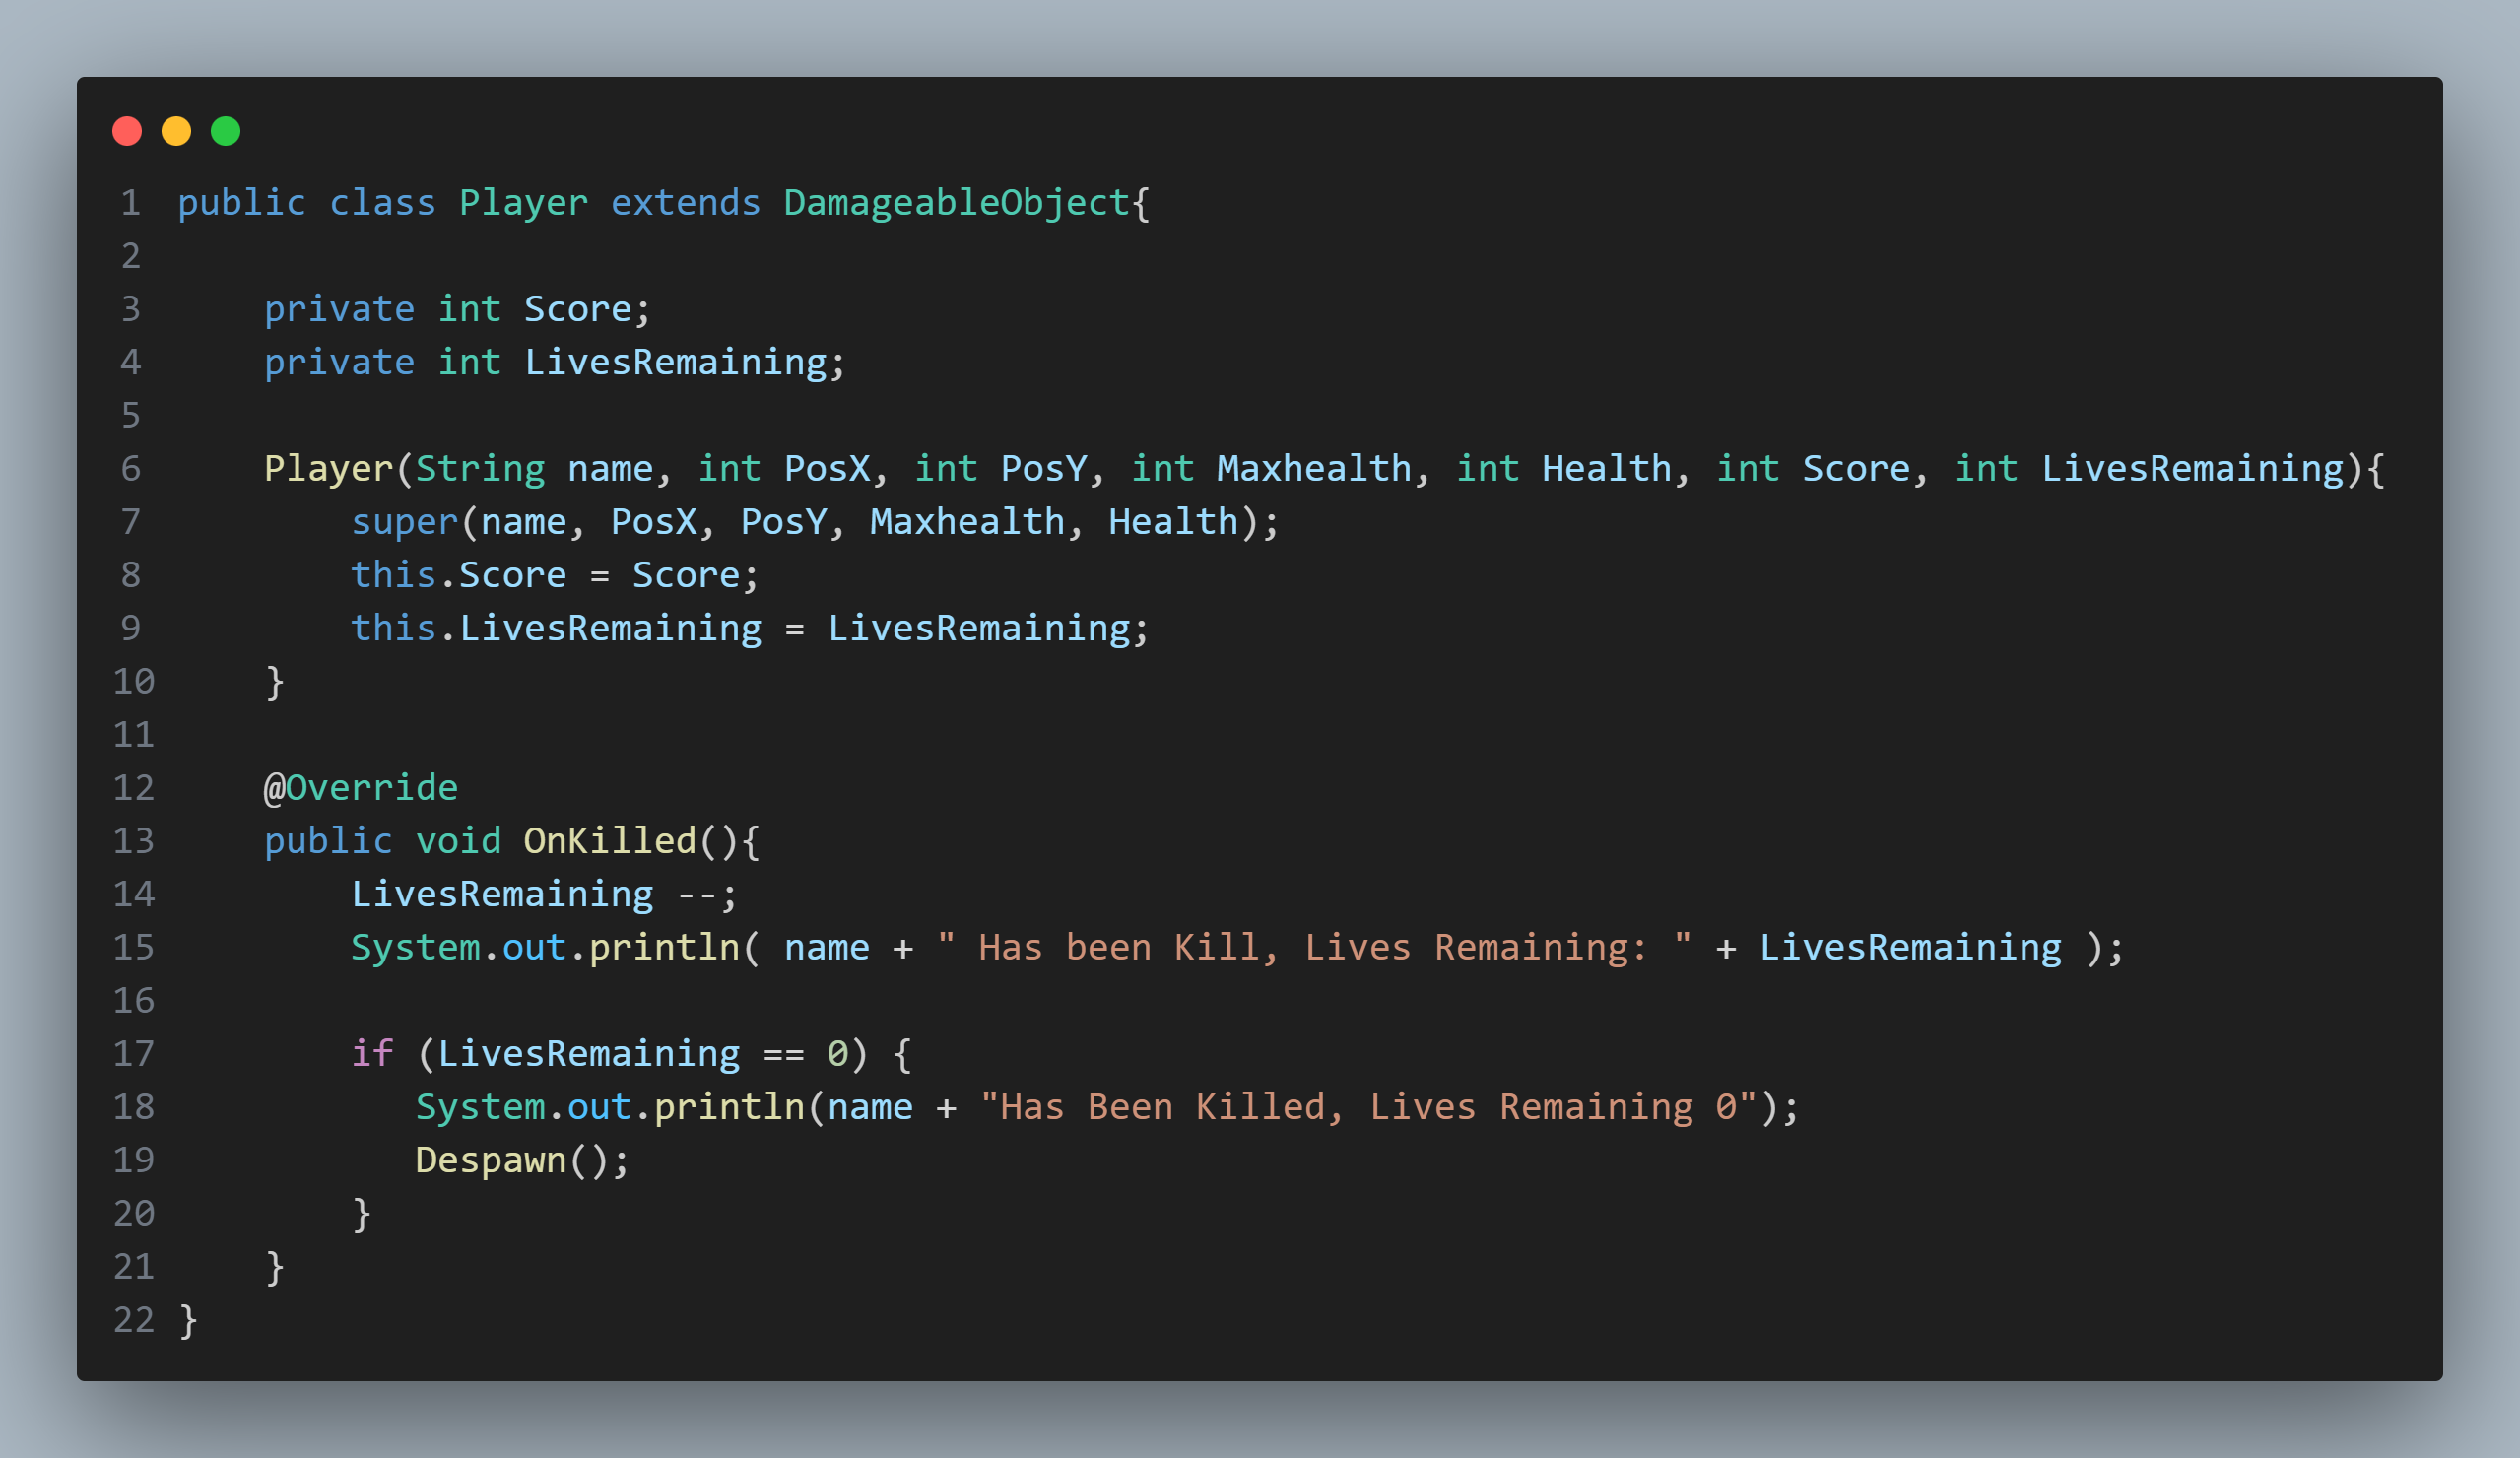 1 public class Player extends DamageableObject{
2
3     private int Score;
4     private int LivesRemaining;
5
6     Player(String name, int PosX, int PosY, int Maxhealth, int Health, int Score, int LivesRemaining){
7         super(name, PosX, PosY, Maxhealth, Health);
8         this.Score = Score;
9         this.LivesRemaining = LivesRemaining;
10     }
11
12     @Override
13     public void OnKilled(){
14         LivesRemaining --;
15         System.out.println( name + " Has been Kill, Lives Remaining: " + LivesRemaining );
16
17         if (LivesRemaining == 0) {
18            System.out.println(name + "Has Been Killed, Lives Remaining 0");
19            Despawn();
20         }
21     }
22 }